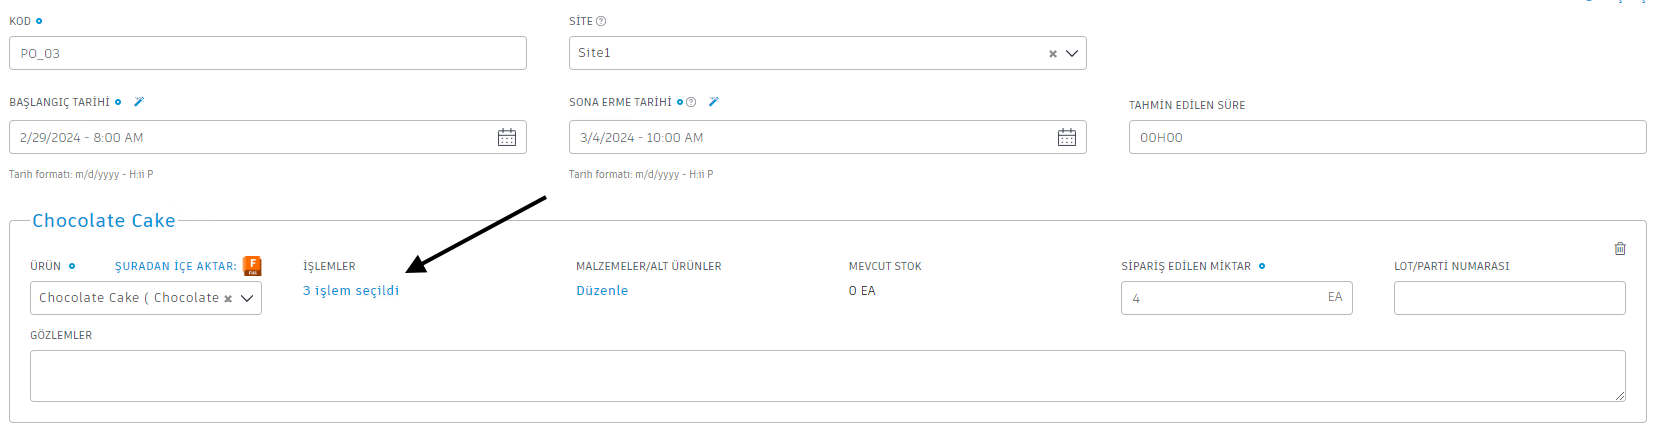 KOD
SİTE
PO_03
Site1
BAŞLANGIÇ TARİHİ
SONA ERME TARİHİ
TAHMİN EDİLEN SÜRE
2/29/2024 - 8:00 AM
3/4/2024 - 10:00 AM
00H00
Tarih formatı: m/d/yyyy - H:ii P
Tarih formatı: m/d/yyyy - H:ii P
Chocolate Cake
ÜRÜN
ŞURADAN İÇE AKTAR:
F
İŞLEMLER
MALZEMELER/ALT ÜRÜNLER
MEVCUT STOK
SİPARİŞ EDİLEN MİKTAR
LOT/PARTİ NUMARASI
Chocolate Cake ( Chocolate
3 işlem seçildi
Düzenle
0 EA
4
EA
GÖZLEMLER